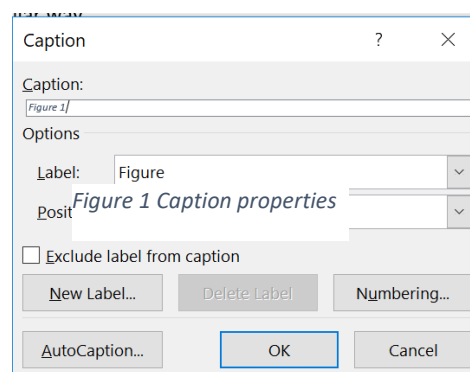 Caption ?
Caption:
Figure 1
Options
Label: Figure
Posit
Figure 1 Caption properties
Exclude label from caption
New Label... Delete Label Numbering...
AutoCaption... OK Cancel